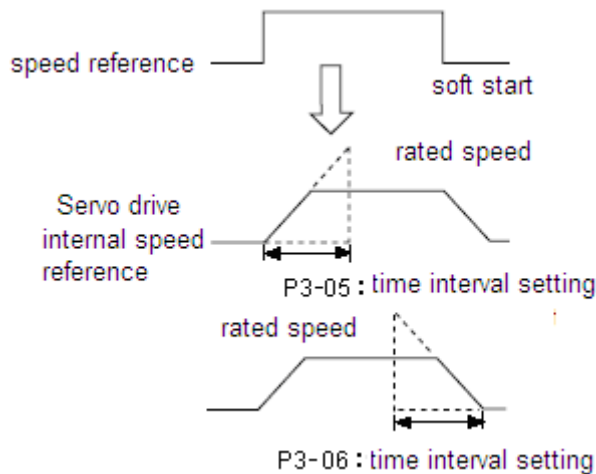 speed reference
soft start
rated speed
Servo drive
internal speed
reference
P3-05：time interval setting
rated speed
P3-06：time interval setting